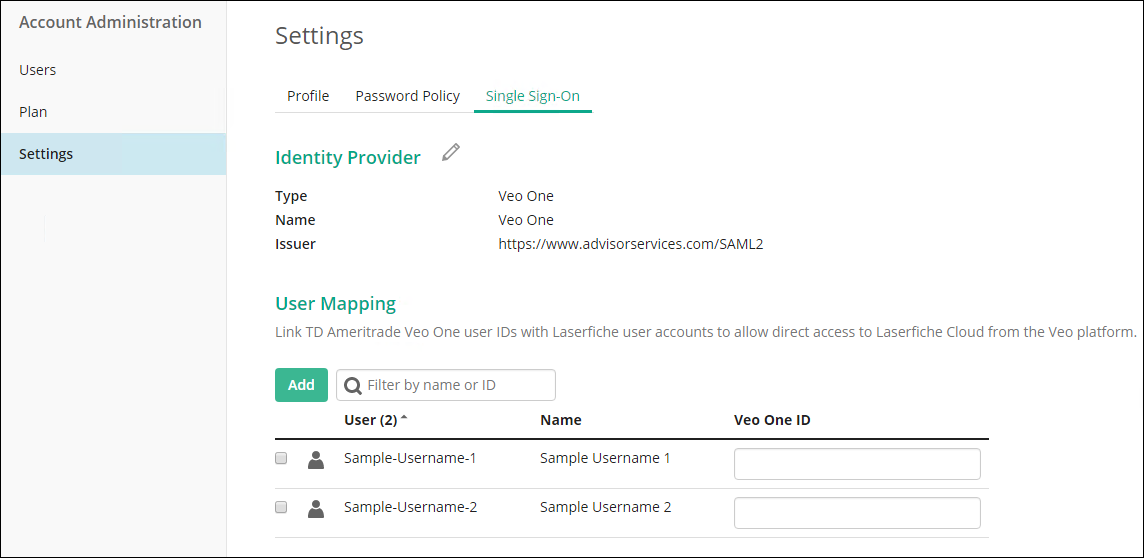 Account Administration
Users
Plan
Settings
Settings
Profile Password Policy Single Sign-On
Identity Provider
Type Veo One
Name Veo One
Issuer https://www.advisorservices.com/SAML2
User Mapping
Link TD Ameritrade Veo One user IDs with Laserfiche user accounts to allow direct access to Laserfiche Cloud from the Veo platform.
Add Filter by name or ID
User (2) Name Veo One ID
Sample-Username-1 Sample Username 1
Sample-Username-2 Sample Username 2